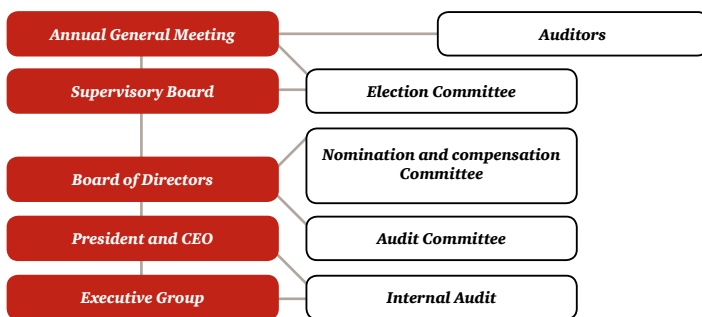 Annual General Meeting
Auditors
Supervisory Board
Election Committee
Nomination and compensation
Committee
Board of Directors
President and CEO
Audit Committee
Executive Group
Internal Audit